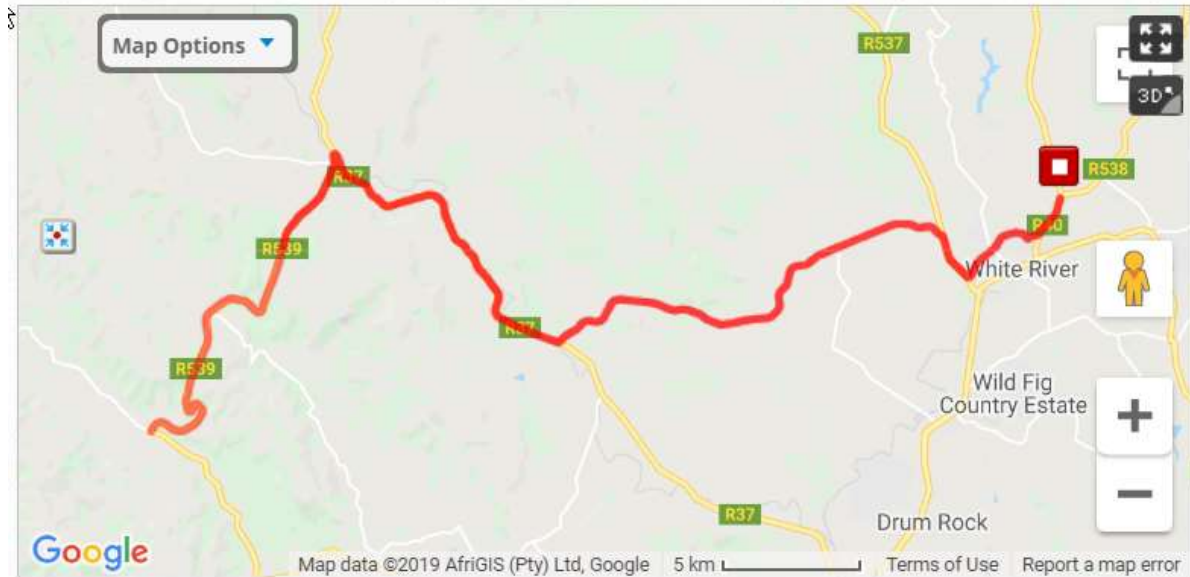 Map Options
R537
3D
R37
R538
R539
R40
White River
R37
R539
Wild Fig
Country Estate
R37
Drum Rock
Google
Map data ©2019 AfriGIS (Pty) Ltd, Google
5 km
Terms of Use
Report a map error